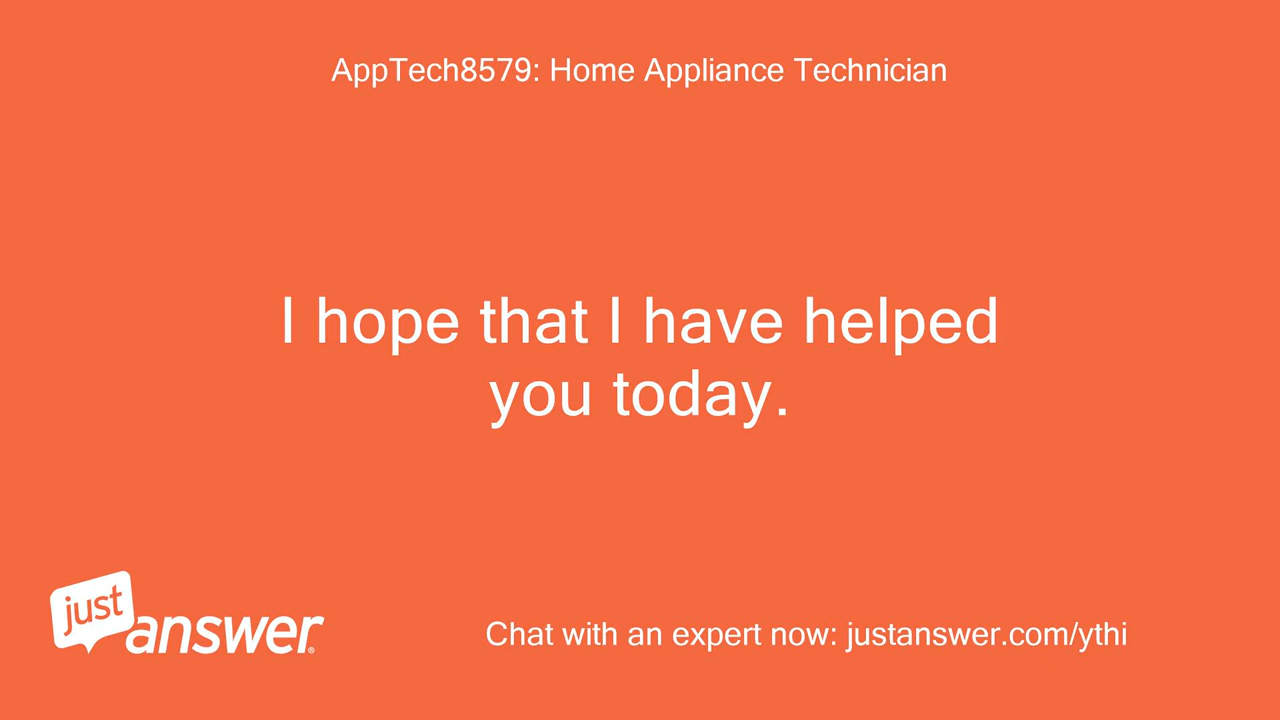 AppTech8579: Home Appliance Technician
I hope that I have helped
you today.
just
answer®
Chat with an expert now: justanswer.com/ythi